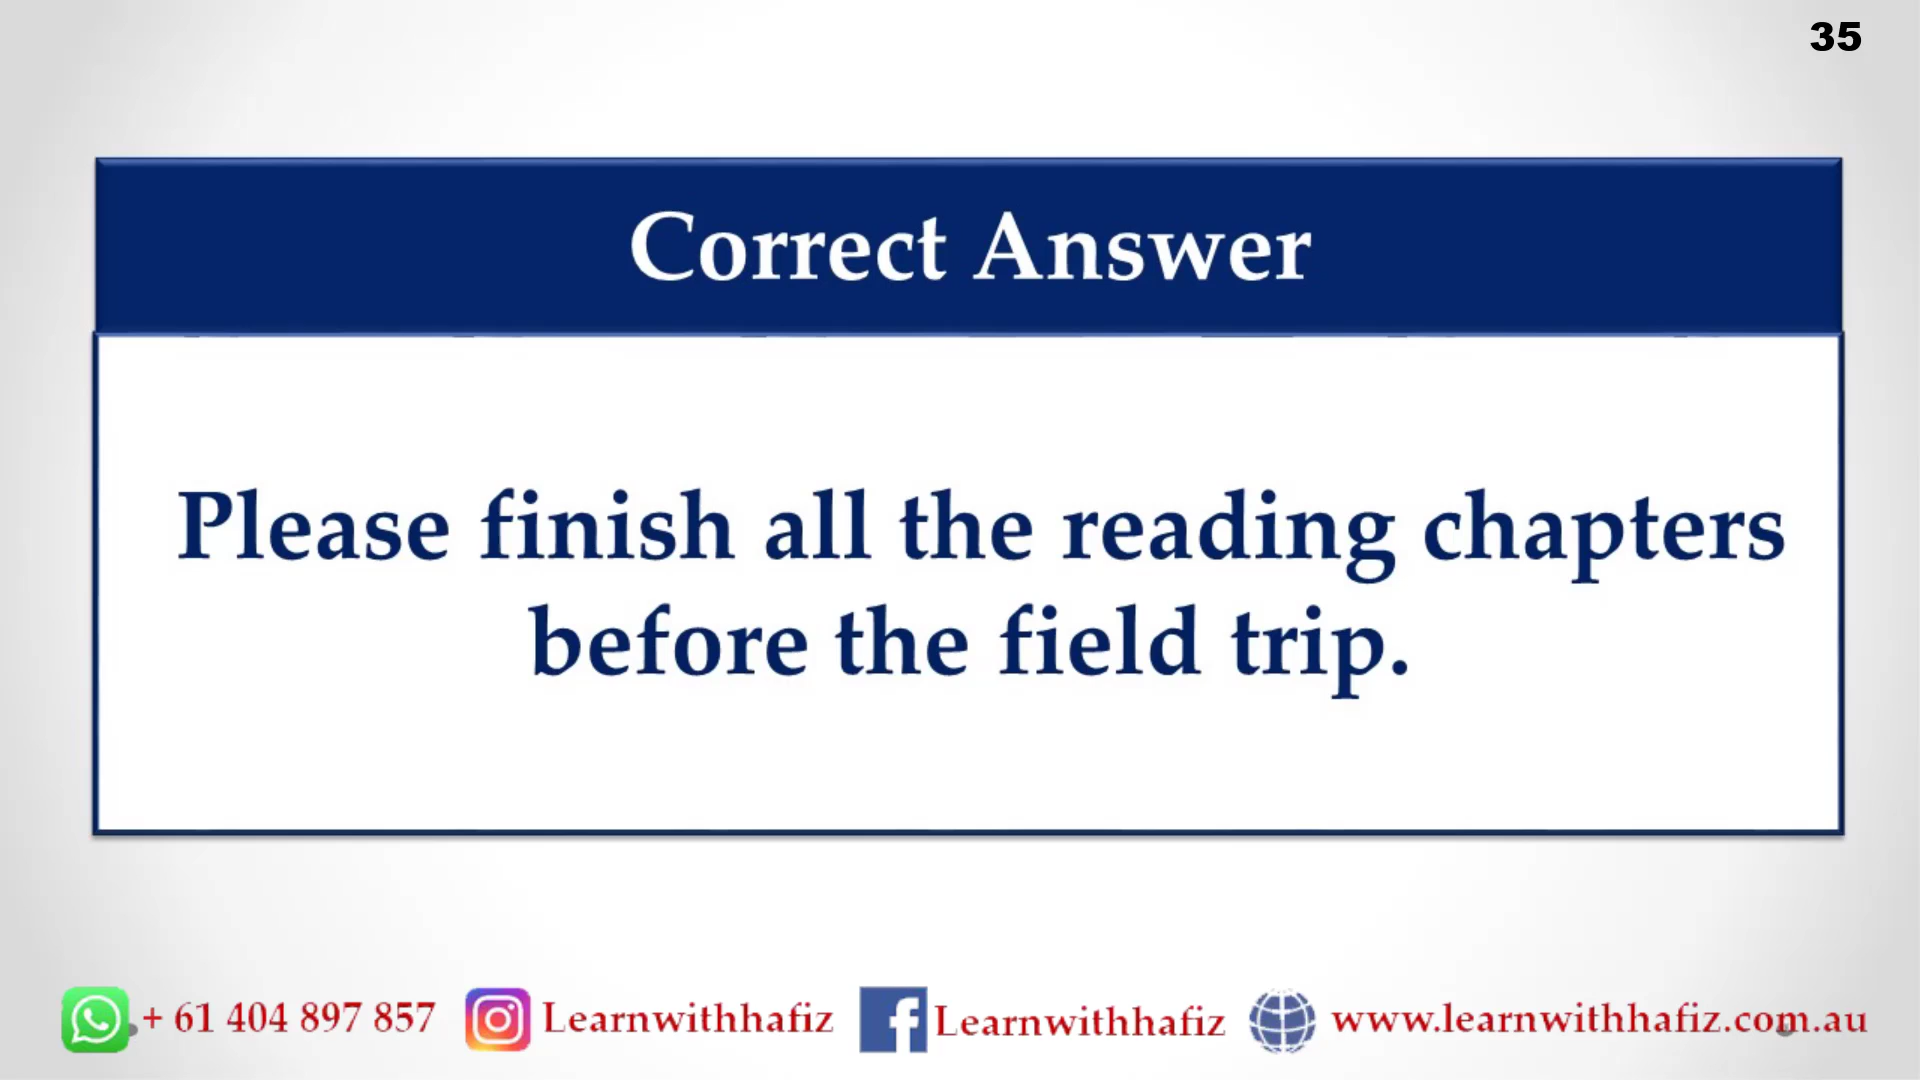 35
Correct Answer
Please finish all the reading chapters
before the field trip.
+ 61 404 897 857 Learnwithhafiz Learnwithhafiz www.learnwithhafiz.com.au